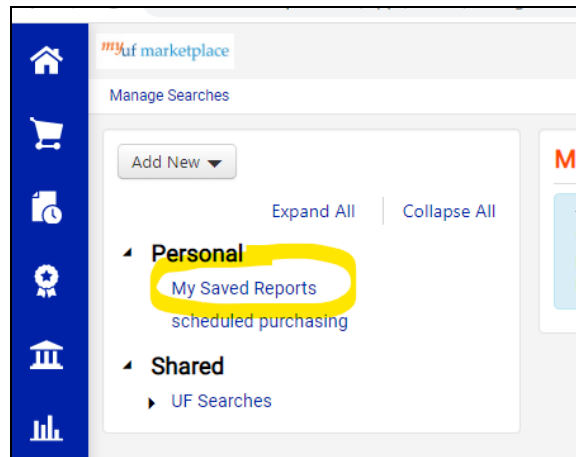 myuf marketplace
Manage Searches
Add New
Expand All
Collapse All
Personal
My Saved Reports
scheduled purchasing
Shared
UF Searches